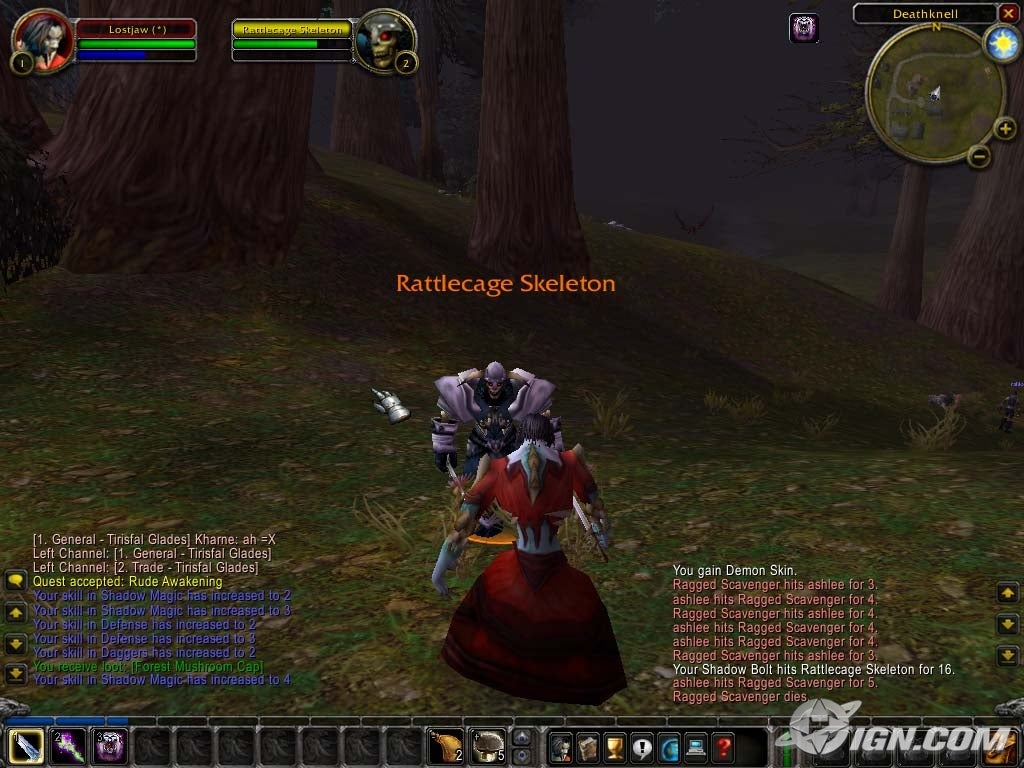 Lostjaw (*)
1
Rattlecage Skeleton
2
Deathknell
N
Rattlecage Skeleton
[1. General - Tirisfal Glades] Kharne: ah =X
Left Channel: [1. General - Tirisfal Glades]
Left Channel: [2. Trade - Tirisfal Glades]
Quest accepted: Rude Awakening
Your skill in Shadow Magic has increased to 2
Your skill in Shadow Magic has increased to 3
Your skill in Defense has increased to 2
Your skill in Defense has increased to 3
Your skill in Daggers has increased to 2
You receive loot: [Forest Mushroom Cap]
Your skill in Shadow Magic has increased to 4
You gain Demon Skin.
Ragged Scavenger hits ashlee for 3.
ashlee hits Ragged Scavenger for 4.
Ragged Scavenger hits ashlee for 4.
ashlee hits Ragged Scavenger for 4.
ashlee hits Ragged Scavenger for 4.
Ragged Scavenger hits ashlee for 3.
Your Shadow Bolt hits Rattlecage Skeleton for 16.
ashlee hits Ragged Scavenger for 5.
Ragged Scavenger dies.
2
3
2
5
IGN.COM